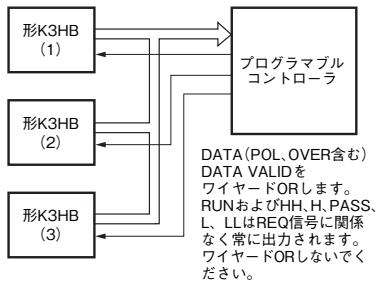 形K3HB
(1)
形K3HB
(2)
形K3HB
(3)
プログラマブル
コントローラ
DATA(POL、OVER含む)
DATA VALIDを
ワイヤードORします。
RUNおよびHH、H、PASS、
L、LLはREQ信号に関係
なく常に出力されます。
ワイヤードORしないでく
ださい。